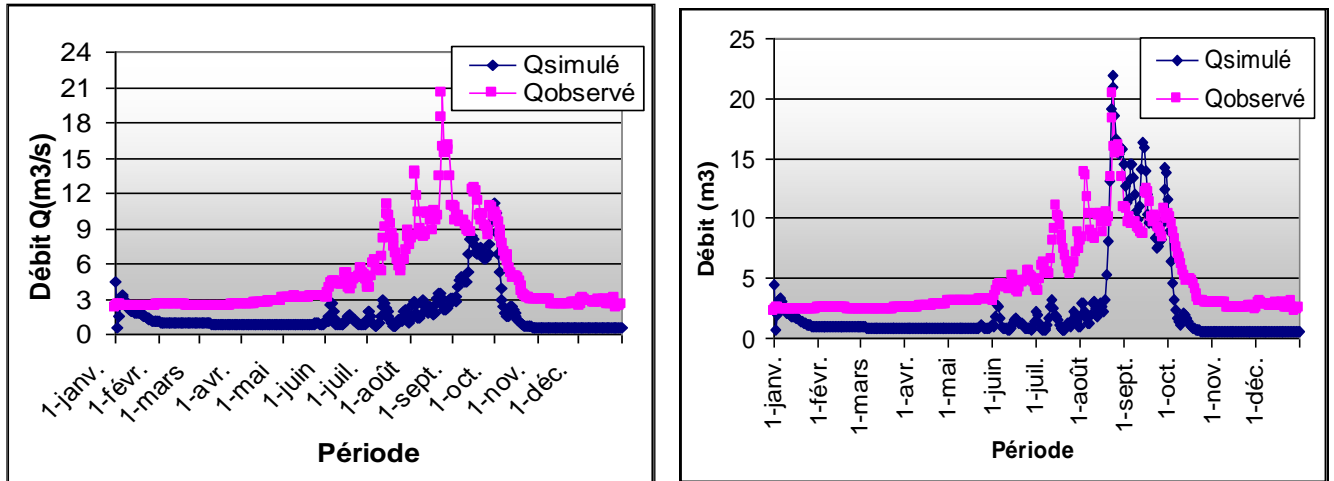 24
21
18
15
12
9
6
3
0
Débit Q(m3/s)
Qsimulé
Qobservé
1-janv.
1-févr.
1-mars
1-avr.
1-mai
1-juin
1-juil.
1-août
1-sept.
1-oct.
1-nov.
1-déc.
Période
25
20
15
10
5
0
Débit (m3)
Qsimulé
Qobservé
1-janv.
1-févr.
1-mars
1-avr.
1-mai
1-juin
1-juil.
1-août
1-sept.
1-oct.
1-nov.
1-déc.
Période